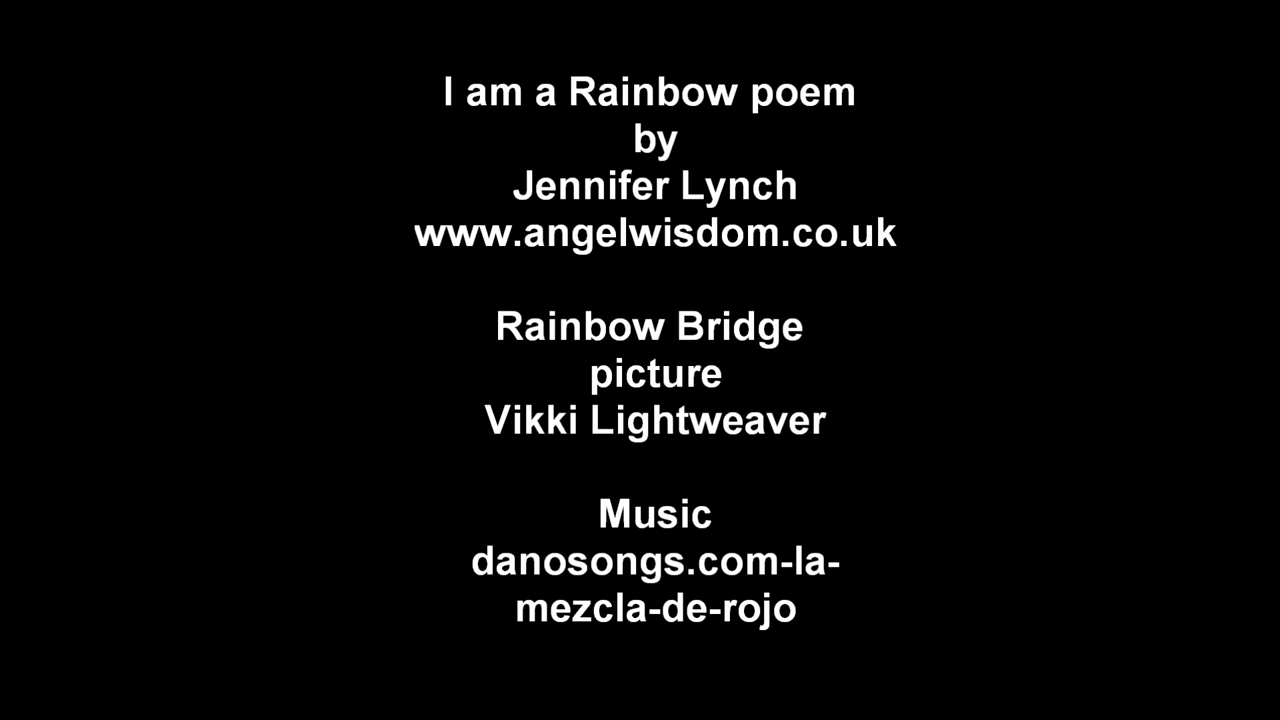 I am a Rainbow poem
by
Jennifer Lynch
www.angelwisdom.co.uk
Rainbow Bridge
picture
Vikki Lightweaver
Music
danosongs.com-la-
mezcla-de-rojo